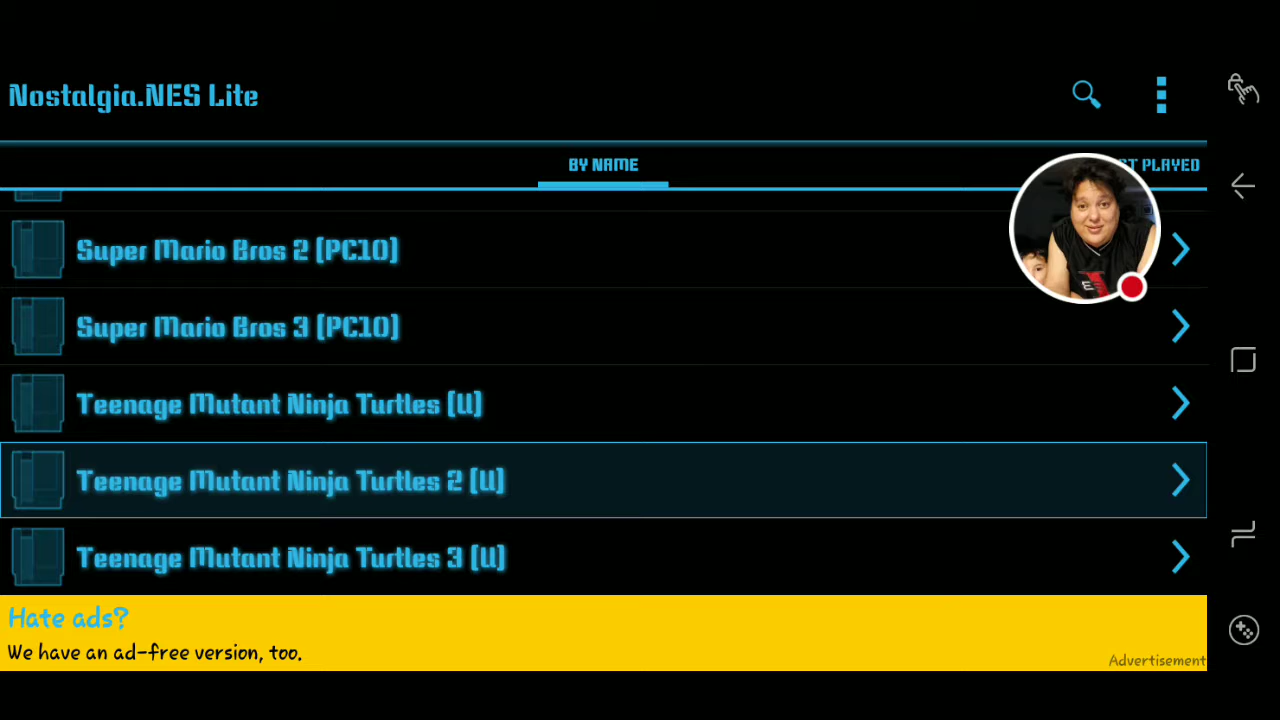 Nostalgia.NES Lite
BY NAME
PLAYED
Super Mario Bros 2 (PC10)
Super Mario Bros 3 (PC10)
Teenage Mutant Ninja Turtles (U)
Teenage Mutant Ninja Turtles 2 (U)
Teenage Mutant Ninja Turtles 3 (U)
Hate ads?
We have an ad-free version, too.
Advertisement